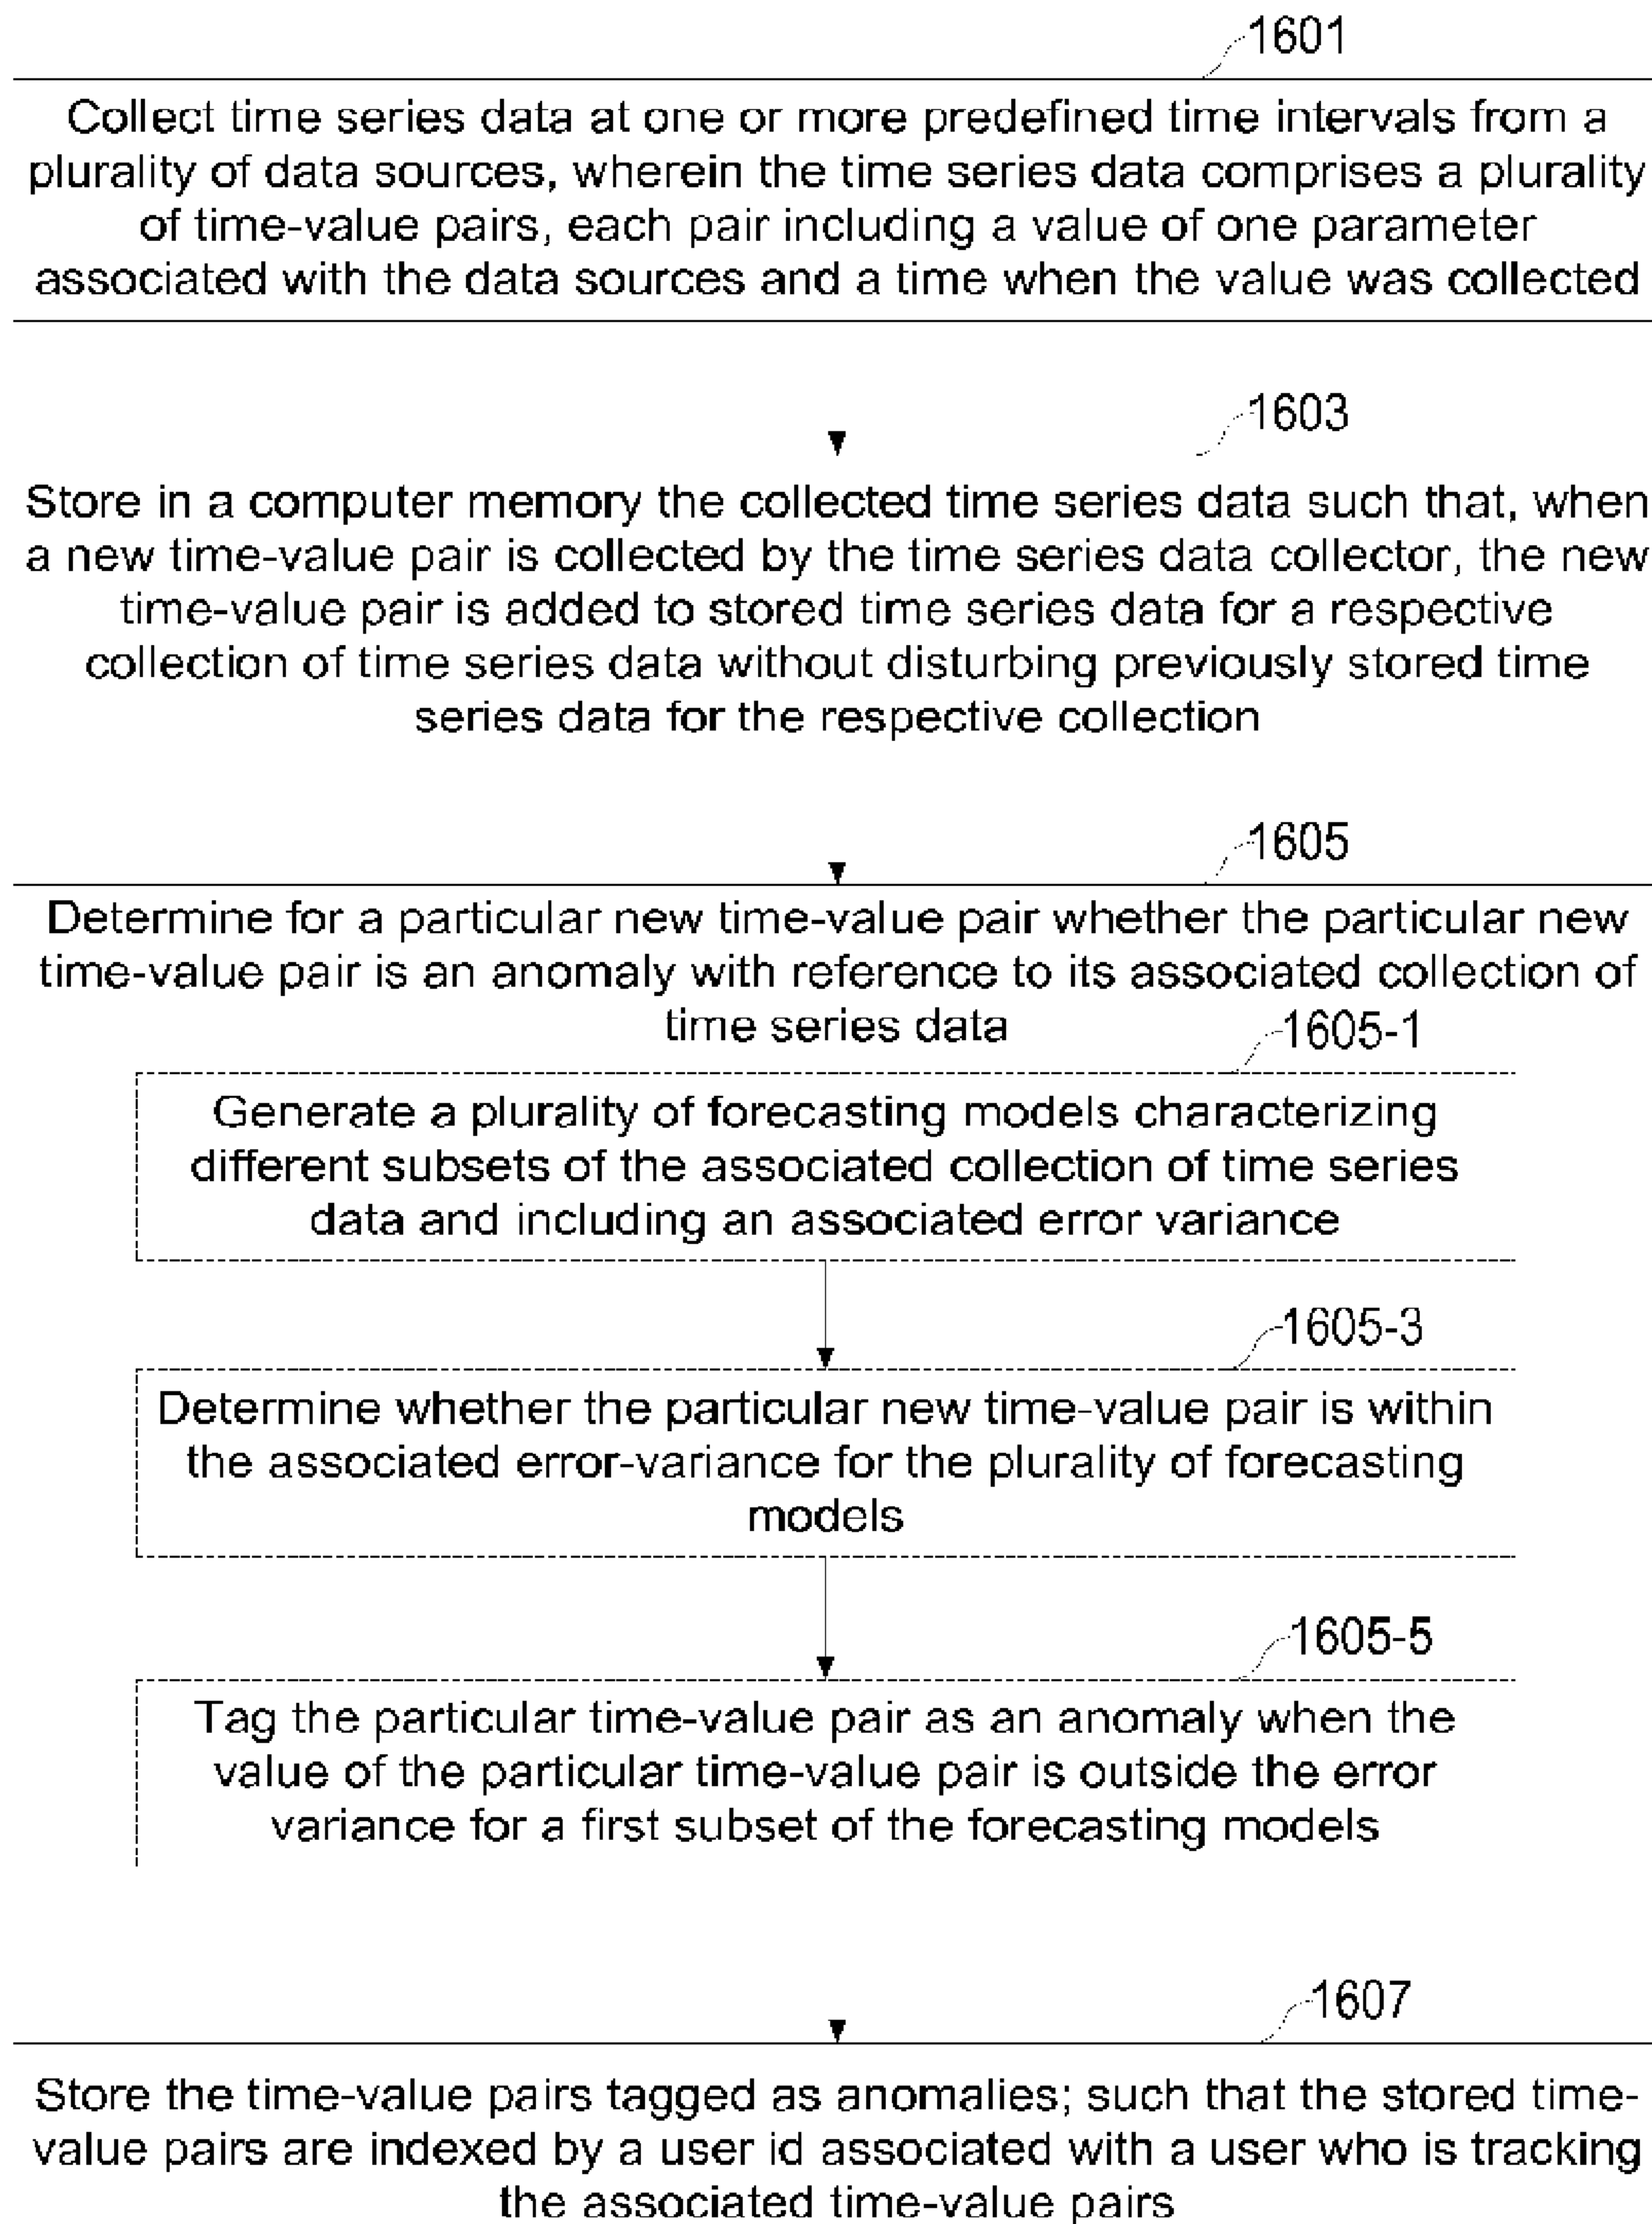 1601
Collect time series data at one or more predefined time intervals from a
plurality of data sources, wherein the time series data comprises a plurality
of time-value pairs, each pair including a value of one parameter
associated with the data sources and a time when the value was collected
1603
Store in a computer memory the collected time series data such that, when
a new time-value pair is collected by the time series data collector, the new
time-value pair is added to stored time series data for a respective
collection of time series data without disturbing previously stored time
series data for the respective collection
1605
Determine for a particular new time-value pair whether the particular new
time-value pair is an anomaly with reference to its associated collection of
time series data
1605-1
Generate a plurality of forecasting models characterizing
different subsets of the associated collection of time series
data and including an associated error variance
1605-3
Determine whether the particular new time-value pair is within
the associated error-variance for the plurality of forecasting
models
1605-5
Tag the particular time-value pair as an anomaly when the
value of the particular time-value pair is outside the error
variance for a first subset of the forecasting models
1607
Store the time-value pairs tagged as anomalies; such that the stored time-
value pairs are indexed by a user id associated with a user who is tracking
the associated time-value pairs